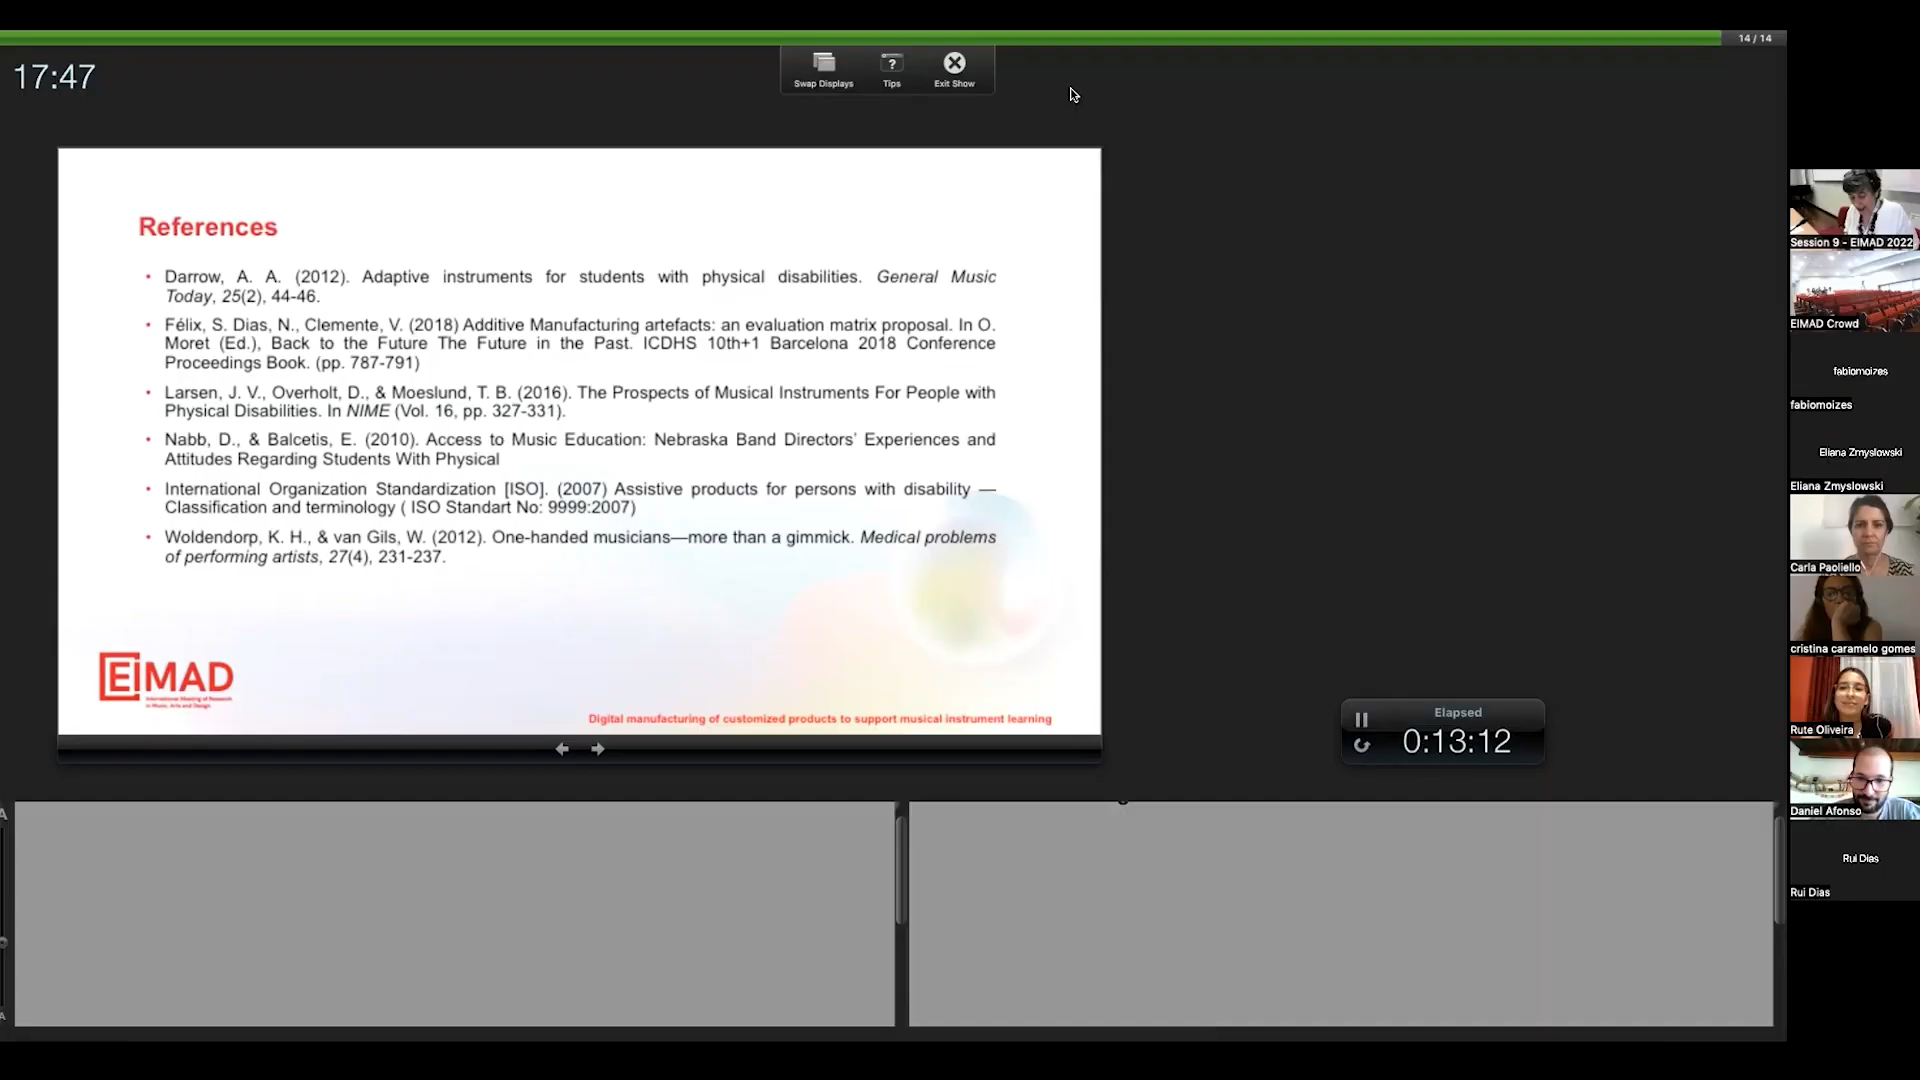 14 / 14
17:47
Swap Displays
Tips
Exit Show
References
• Darrow, A. A. (2012). Adaptive instruments for students with physical disabilities. General Music
Today, 25(2), 44-46.
• Félix, S. Dias, N., Clemente, V. (2018) Additive Manufacturing artefacts: an evaluation matrix proposal. In O.
Moret (Ed.), Back to the Future The Future in the Past. ICDHS 10th+1 Barcelona 2018 Conference
Proceedings Book. (pp. 787-791)
• Larsen, J. V., Overholt, D., & Moeslund, T. B. (2016). The Prospects of Musical Instruments For People with
Physical Disabilities. In NIME (Vol. 16, pp. 327-331).
• Nabb, D., & Balcetis, E. (2010). Access to Music Education: Nebraska Band Directors’ Experiences and
Attitudes Regarding Students With Physical
• International Organization Standardization [ISO]. (2007) Assistive products for persons with disability —
Classification and terminology ( ISO Standart No: 9999:2007)
• Woldendorp, K. H., & van Gils, W. (2012). One-handed musicians—more than a gimmick. Medical problems
of performing artists, 27(4), 231-237.
EIMAD
International Meeting of Research
in Music, Arts and Design
Digital manufacturing of customized products to support musical instrument learning
Elapsed
0:13:12
A
A
Session 9 - EIMAD 2022
EIMAD Crowd
fabiomoizes
fabiomoizes
Eliana Zmyslowski
Eliana Zmyslowski
Carla Paoliello
cristina caramelo gomes
Rute Oliveira
Daniel Afonso
Rui Dias
Rui Dias